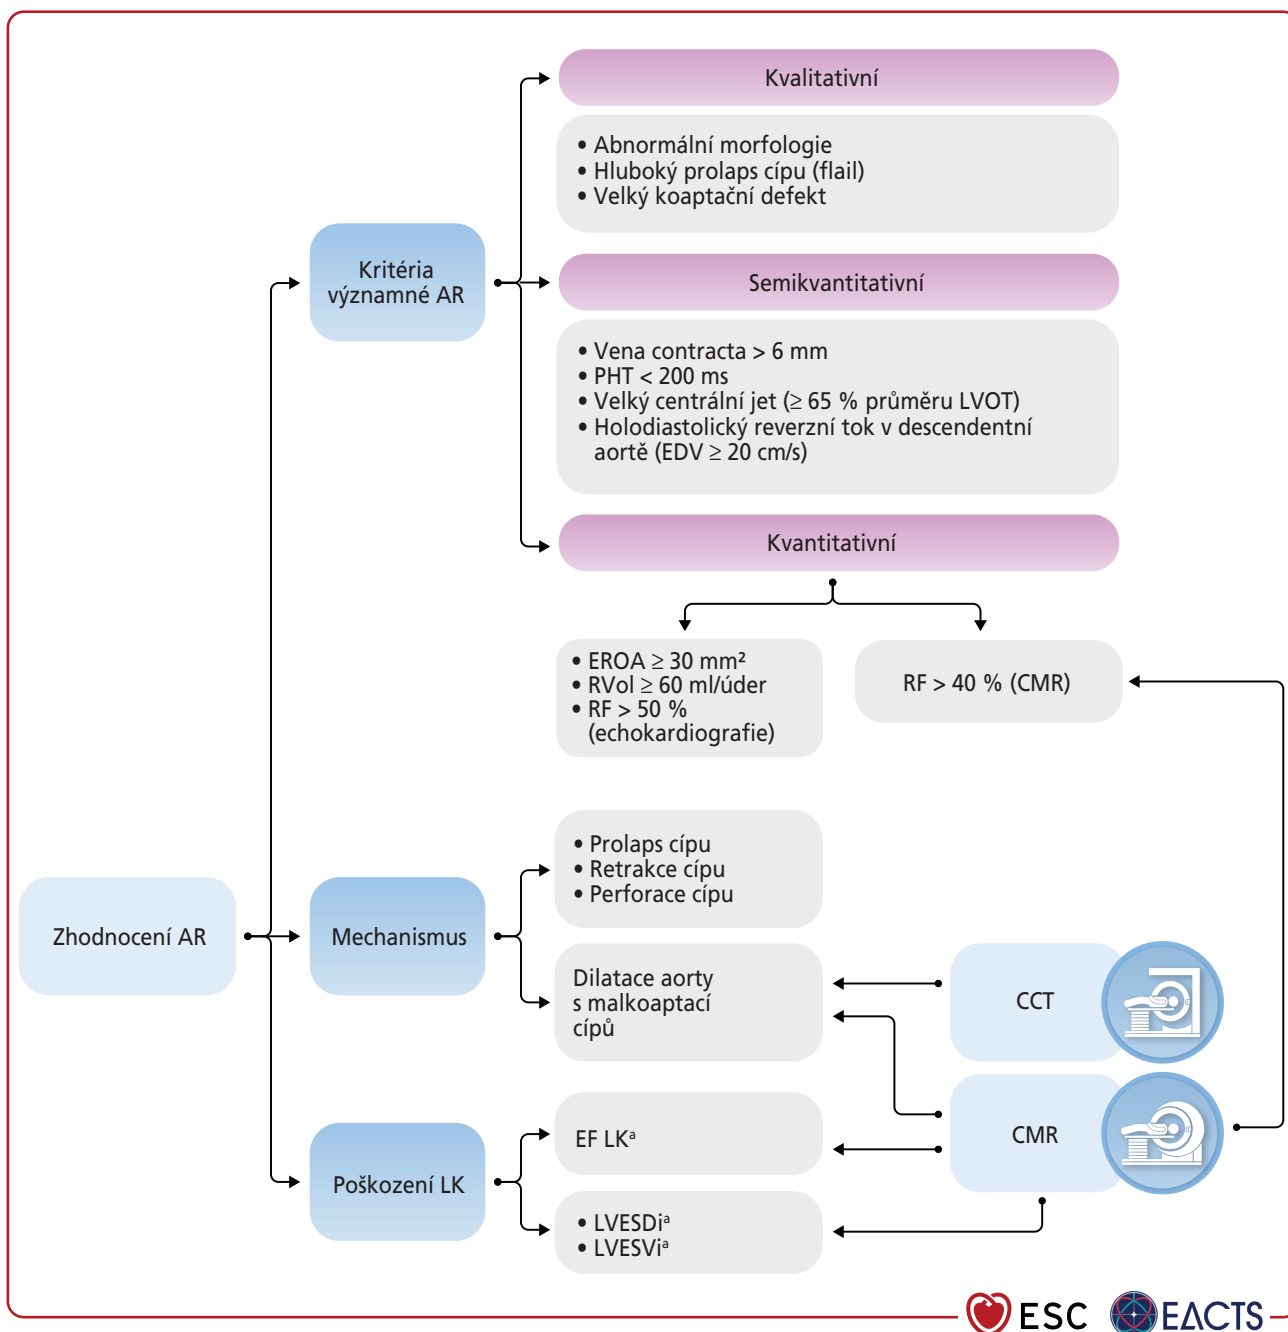 Kvalitativní
• Abnormální morfologie
• Hluboký prolaps cípu (flail)
• Velký koaptační defekt
Kritéria
významné AR
Semikvantitativní
• Vena contracta > 6 mm
• PHT < 200 ms
• Velký centrální jet (≥ 65 % průměru LVOT)
• Holodiastolický reverzní tok v descendentní
aortě (EDV ≥ 20 cm/s)
Kvantitativní
• EROA ≥ 30 mm²
• RVol ≥ 60 ml/úder
• RF > 50 %
(echokardiografie)
RF > 40 % (CMR)
Zhodnocení AR
Mechanismus
• Prolaps cípu
• Retrakce cípu
• Perforace cípu
Dilatace aorty
s malkoaptací
cípů
CCT
CMR
Poškození LK
EF LKᵃ
• LVESDiᵃ
• LVESViᵃ
ESC
EΔCTS